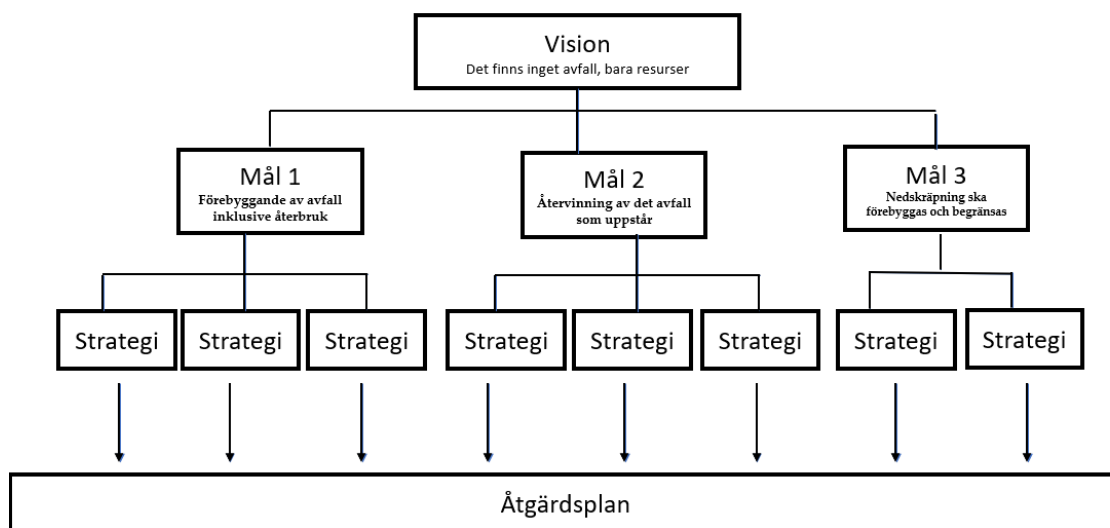 Vision
Det finns inget avfall, bara resurser
Mål 1
Förebyggande av avfall
inklusive återbruk
Mål 2
Återvinning av det avfall
som uppstår
Mål 3
Nedskräpning ska
förebyggas och begränsas
Strategi
Strategi
Strategi
Strategi
Strategi
Strategi
Strategi
Strategi
Åtgärdsplan